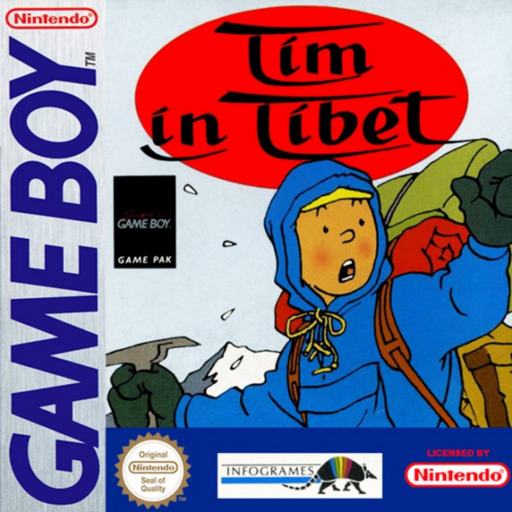 Nintendo
GAME BOY
TM
Tim
in Tibet
GAME BOY
GAME PAK
Original
Nintendo
Seal of
Quality
TM
INFOGRAMES
LICENSED BY
Nintendo